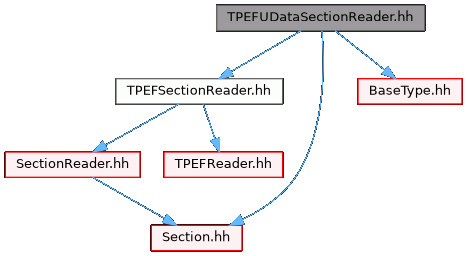 TPEFUDataSectionReader.hh
TPEFSectionReader.hh
BaseType.hh
SectionReader.hh
TPEFReader.hh
Section.hh